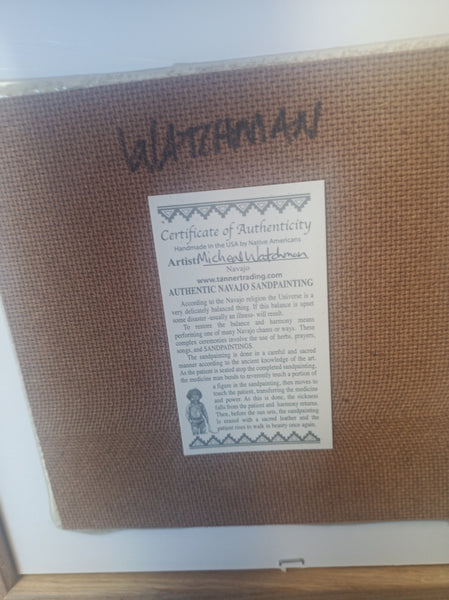 WATCHMAN
Certificate of Authenticity
Handmade in the USA by Native Americans
Artist Micheal Watchman
Navajo
www.tannertrading.com
AUTHENTIC NAVAJO SANDPAINTING
According to the Navajo religion the Universe is a
very delicately balanced thing. If this balance is upset
some disaster -usually an illness- will result.
To restore the balance and harmony means
performing one of many Navajo chants or ways. These
complex ceremonies involve the use of herbs, prayers,
songs, and SANDPAINTINGS.
The sandpainting is done in a careful and sacred
manner according to the ancient knowledge of the art.
As the patient is seated atop the completed sandpainting,
the medicine man bends to reverently touch a portion of
a figure in the sandpainting, then moves to
touch the patient, transferring the medicine
and power. As this is done, the sickness
falls from the patient and harmony returns.
Then, before the sun sets, the sandpainting
is erased with a sacred feather and the
patient rises to walk in beauty once again.